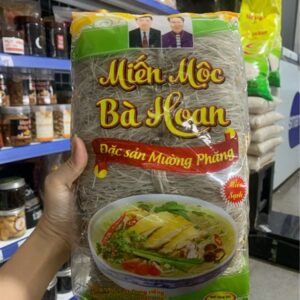 Miến Mộc
Bà Hoan
Đặc sản Mường Phăng